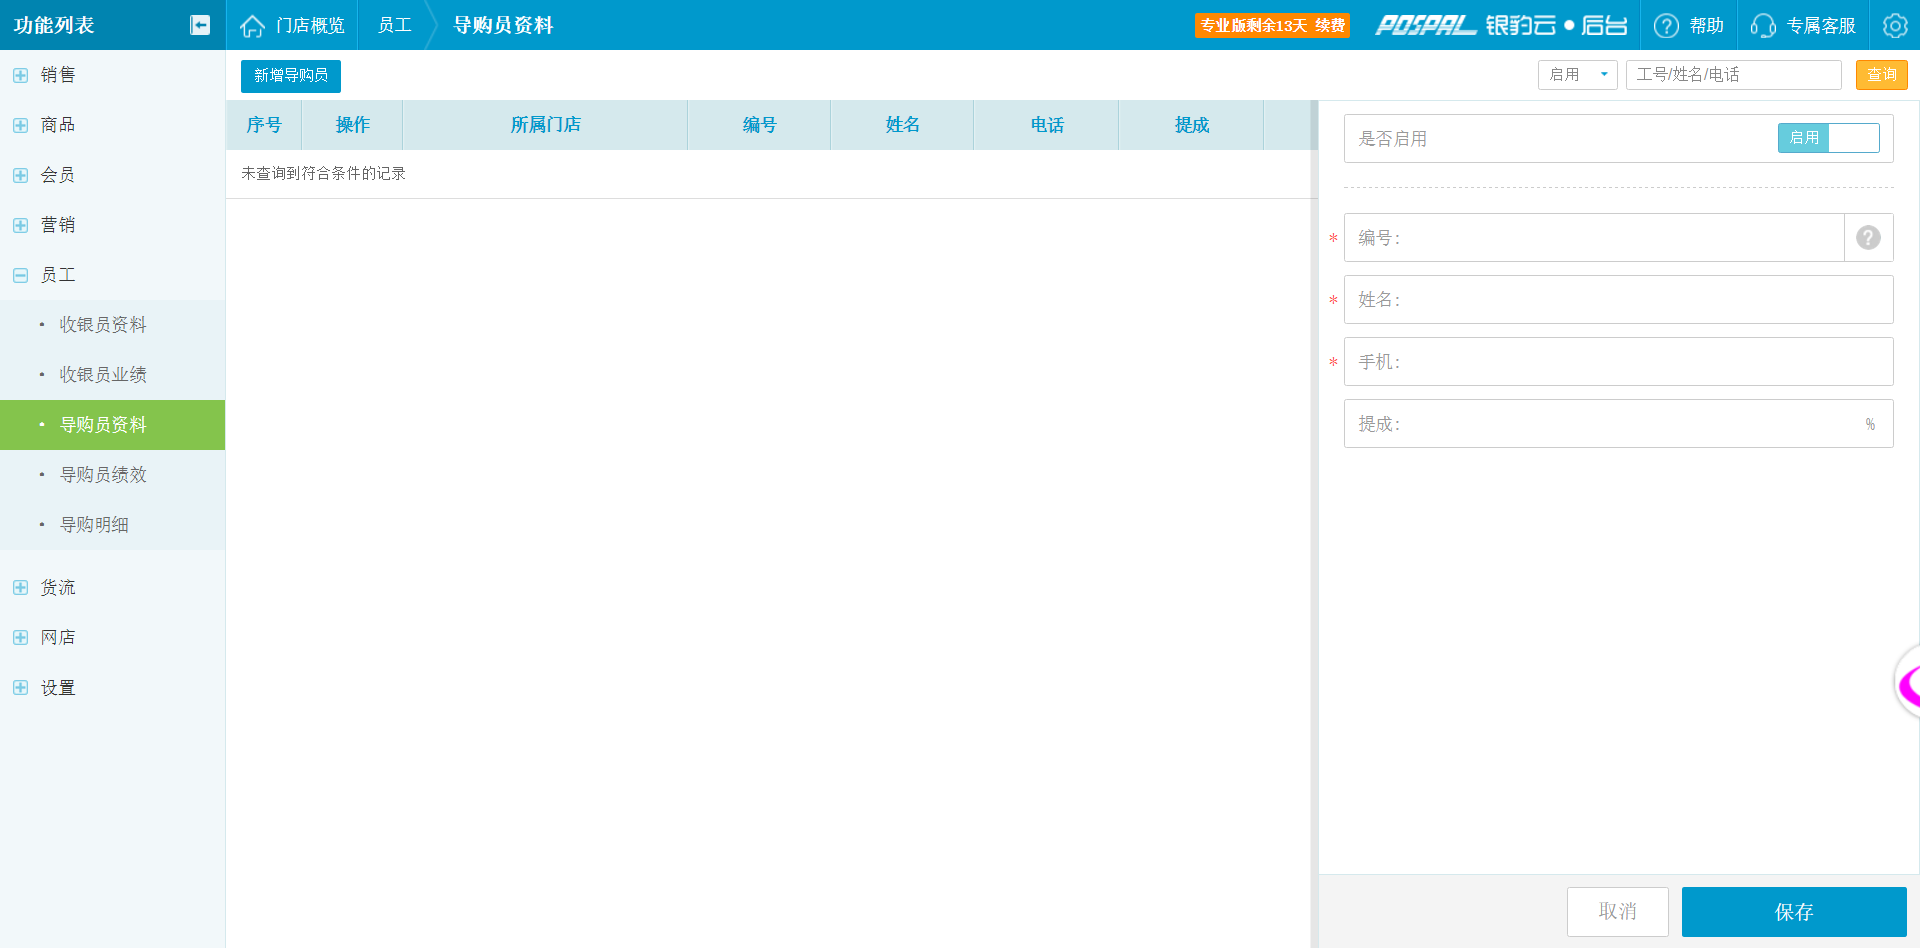 功能列表
门店概览
员工
导购员资料
专业版剩余13天 续费
POSPAL 银豹云●后台
帮助
专属客服
销售
商品
会员
营销
员工
收银员资料
收银员业绩
导购员资料
导购员绩效
导购明细
货流
网店
设置
新增导购员
启用
工号/姓名/电话
查询
序号 操作 所属门店 编号 姓名 电话 提成
未查询到符合条件的记录
是否启用
启用
* 编号:
?
* 姓名:
* 手机:
提成:
%
取消
保存